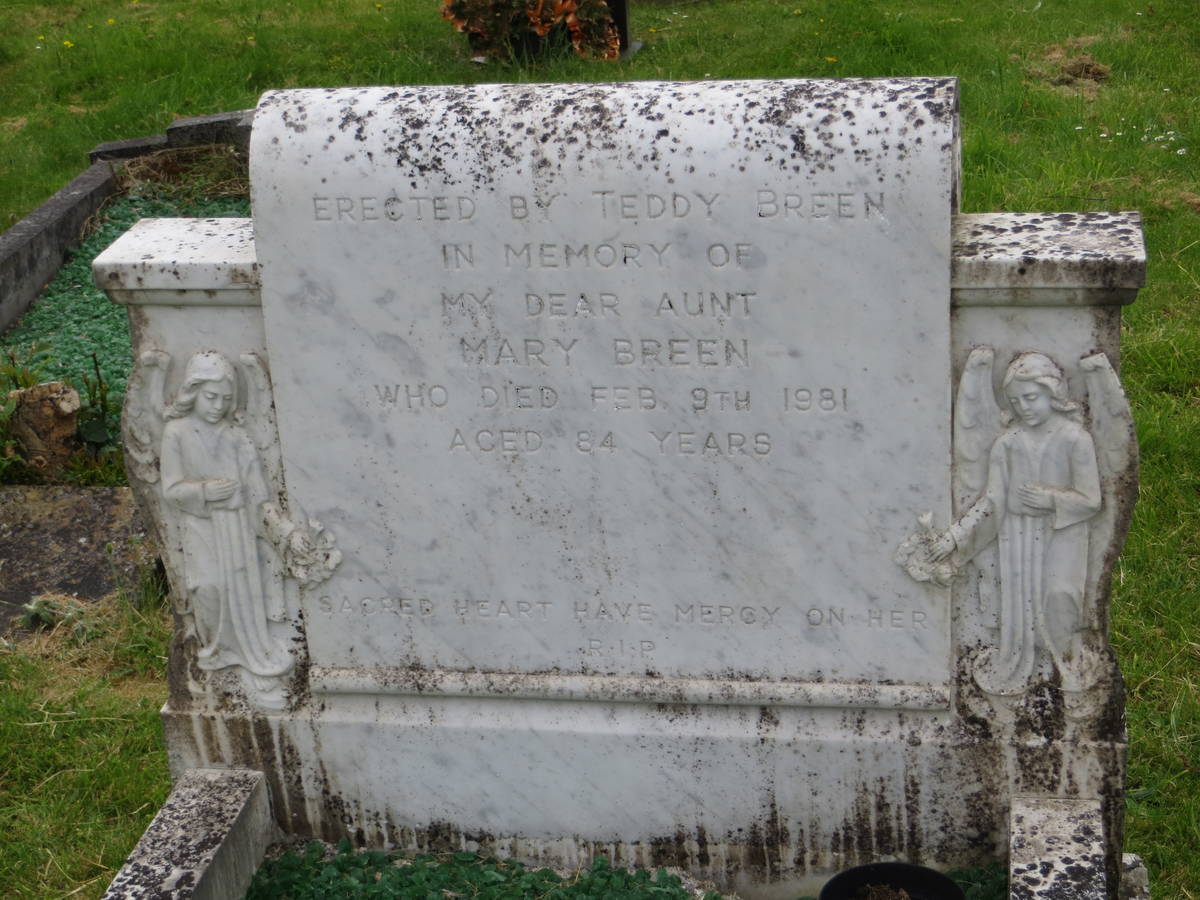 ERECTED BY TEDDY BREEN
IN MEMORY OF
MY DEAR AUNT
MARY BREEN
WHO DIED FEB. 9TH 1981
AGED 84 YEARS
SACRED HEART HAVE MERCY ON HER
R.I.P